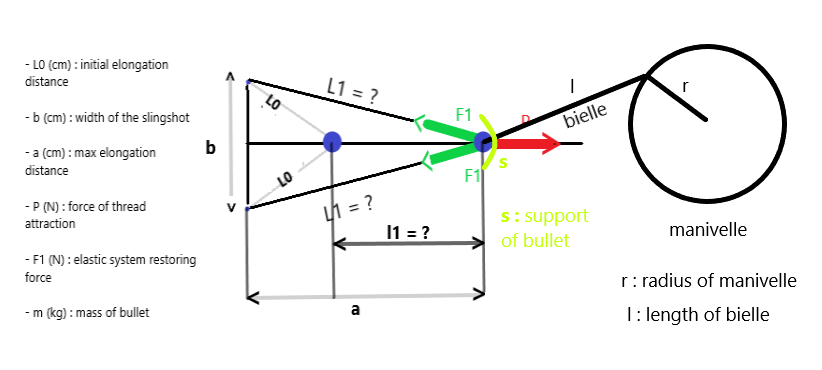 - L0 (cm) : initial elongation
distance
- b (cm) : width of the slingshot
- a (cm) : max elongation
distance
- P (N) : force of thread
attraction
- F1 (N) : elastic system restoring
force
- m (kg) : mass of bullet
b
L0
L0
L1 = ?
L1 = ?
F1
F1
P
s
l1 = ?
a
s : support
of bullet
l
bielle
r
manivelle
r : radius of manivelle
l : length of bielle